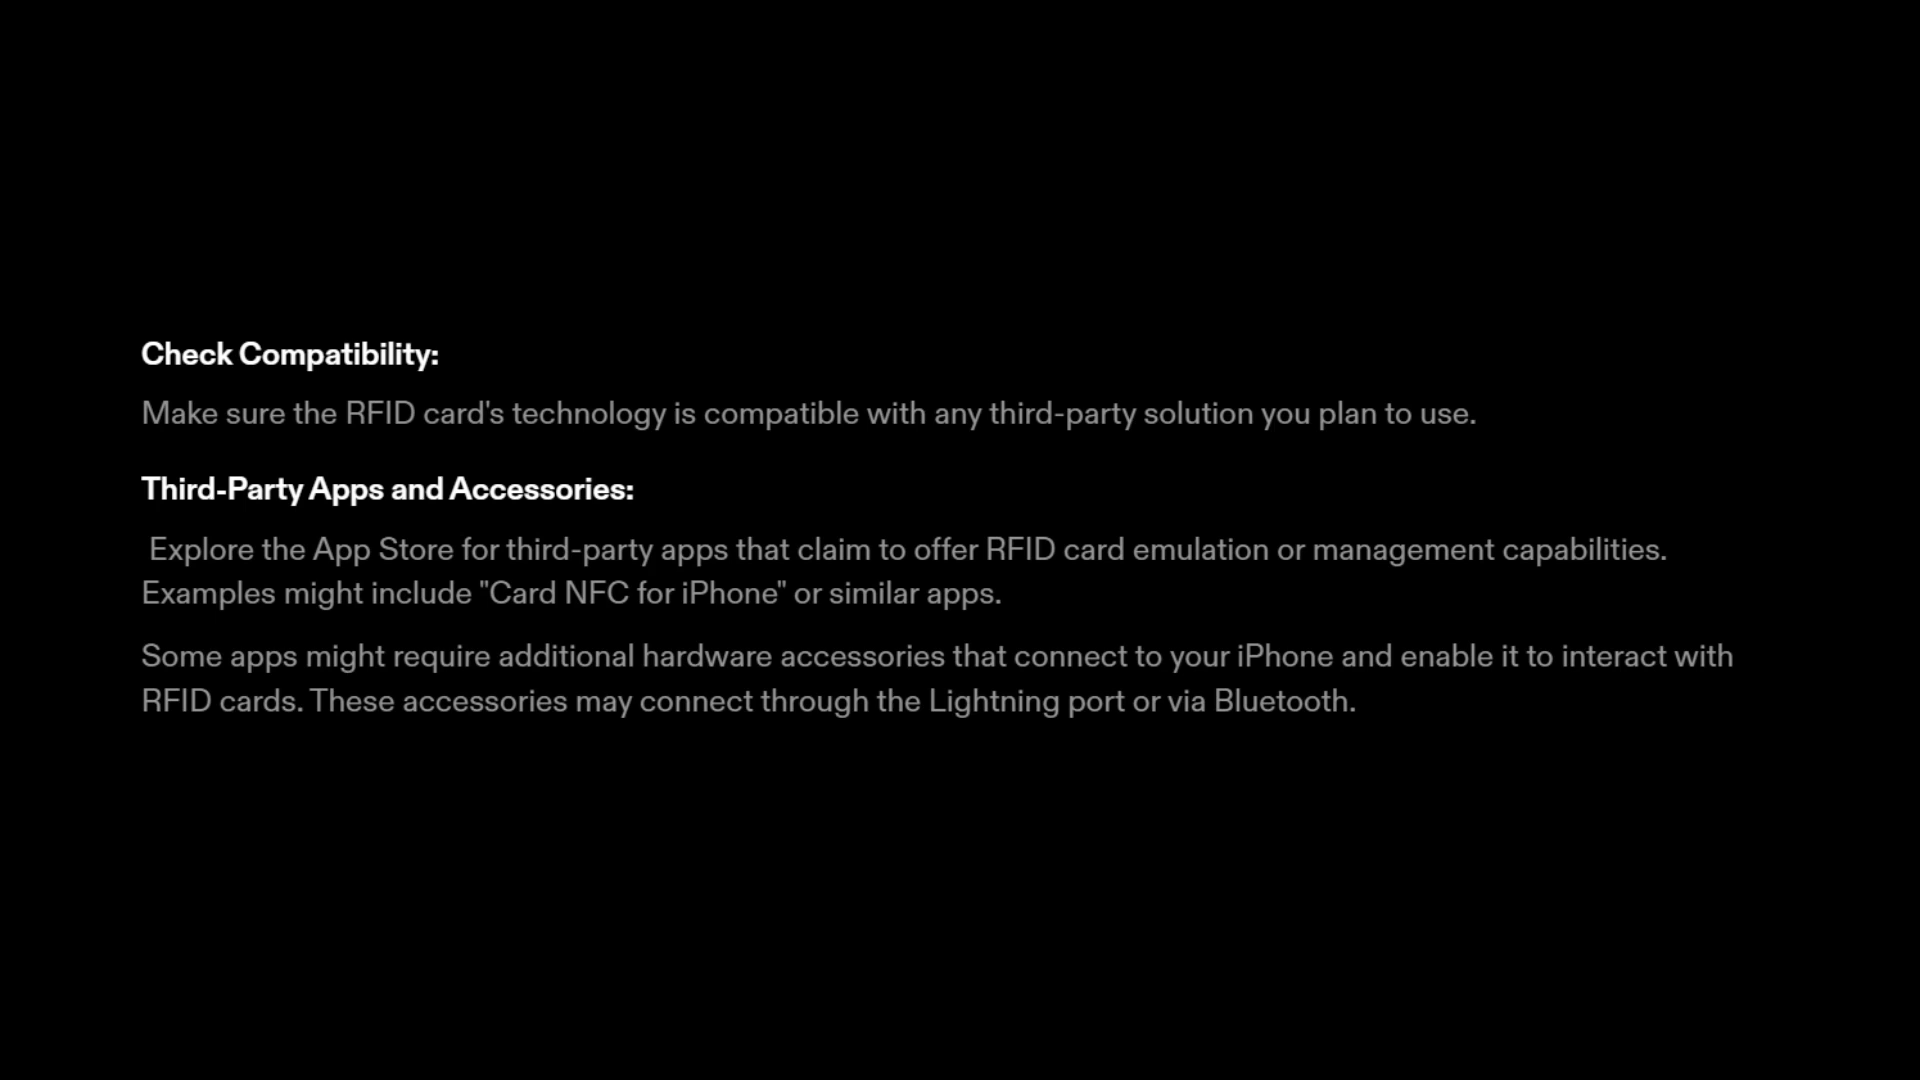 Check Compatibility:
Make sure the RFID card's technology is compatible with any third-party solution you plan to use.
Third-Party Apps and Accessories:
Explore the App Store for third-party apps that claim to offer RFID card emulation or management capabilities.
Examples might include "Card NFC for iPhone" or similar apps.
Some apps might require additional hardware accessories that connect to your iPhone and enable it to interact with
RFID cards. These accessories may connect through the Lightning port or via Bluetooth.